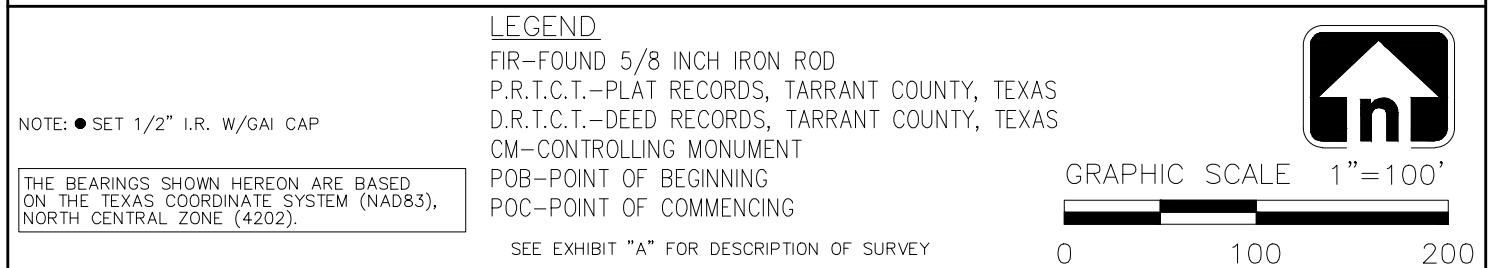 LEGEND
FIR-FOUND 5/8 INCH IRON ROD
P.R.T.C.T.-PLAT RECORDS, TARRANT COUNTY, TEXAS
D.R.T.C.T.-DEED RECORDS, TARRANT COUNTY, TEXAS
CM-CONTROLLING MONUMENT
POB-POINT OF BEGINNING
POC-POINT OF COMMENCING
SEE EXHIBIT "A" FOR DESCRIPTION OF SURVEY
NOTE: ● SET 1/2" I.R. W/GAI CAP
THE BEARINGS SHOWN HEREON ARE BASED
ON THE TEXAS COORDINATE SYSTEM (NAD83),
NORTH CENTRAL ZONE (4202).
n
GRAPHIC SCALE 1"=100'
0 100 200